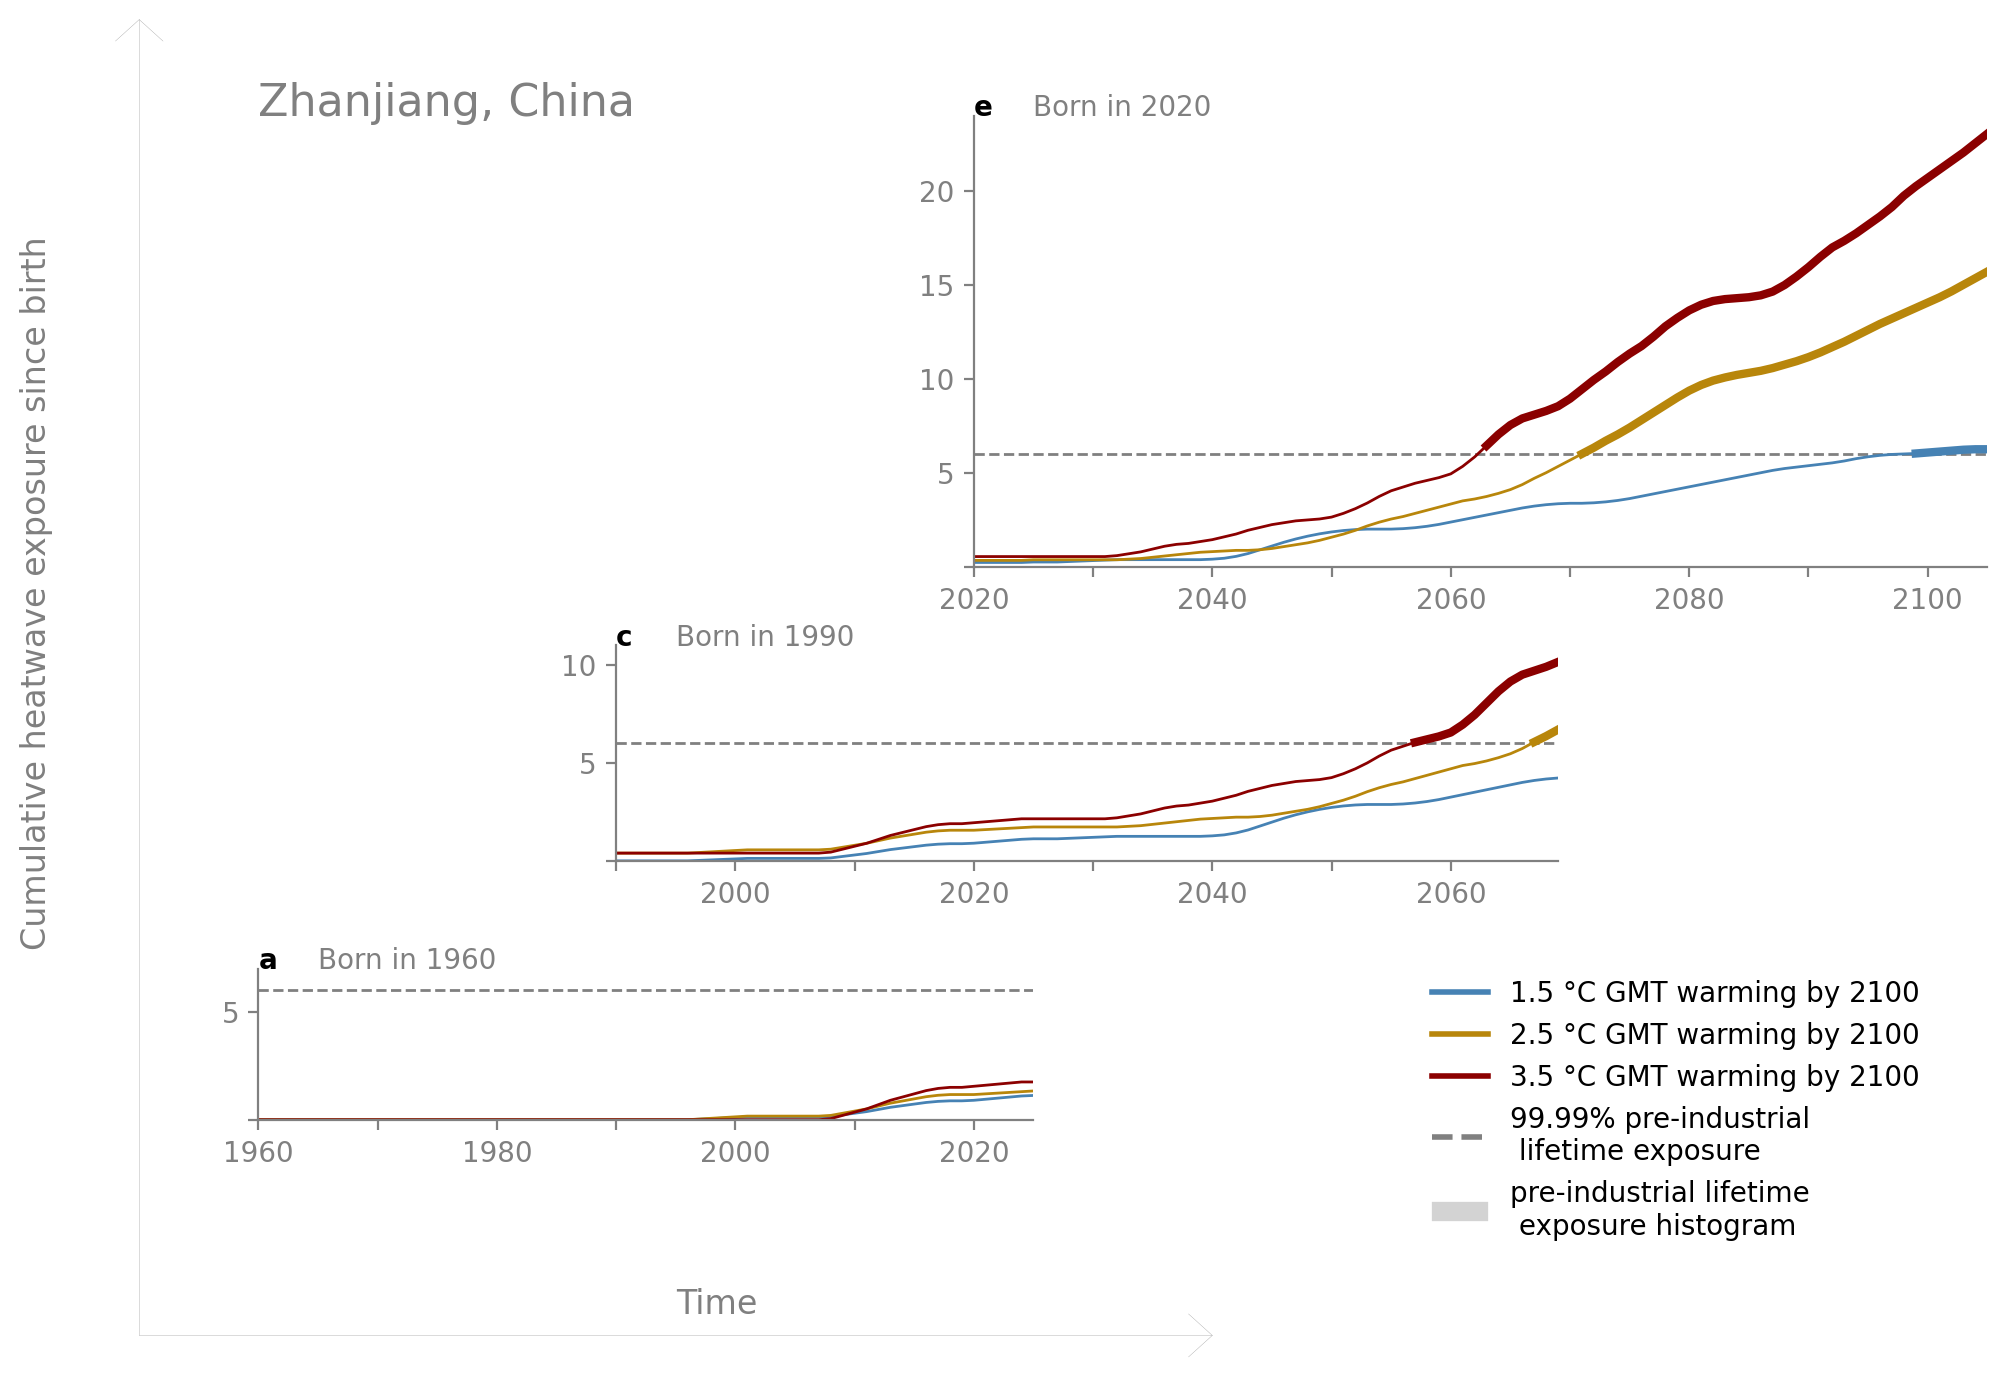 Zhanjiang, China
Cumulative heatwave exposure since birth
e Born in 2020
20
15
10
5
2020 2040 2060 2080 2100
c Born in 1990
10
5
2000 2020 2040 2060
a Born in 1960
5
1960 1980 2000 2020
1.5 °C GMT warming by 2100
2.5 °C GMT warming by 2100
3.5 °C GMT warming by 2100
99.99% pre-industrial
lifetime exposure
pre-industrial lifetime
exposure histogram
Time